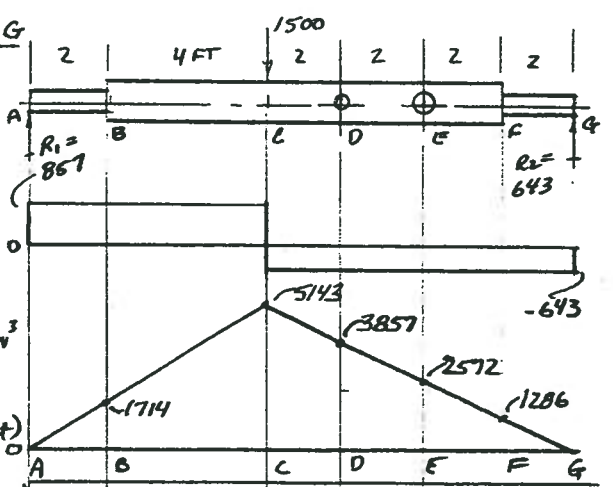 G
1500
2 4 FT 2 2 2 2
A B C D E F G
R₁ =
857
R₂ =
643
0
5143
-643
3857
2572
1714
1286
0
A B C D E F G